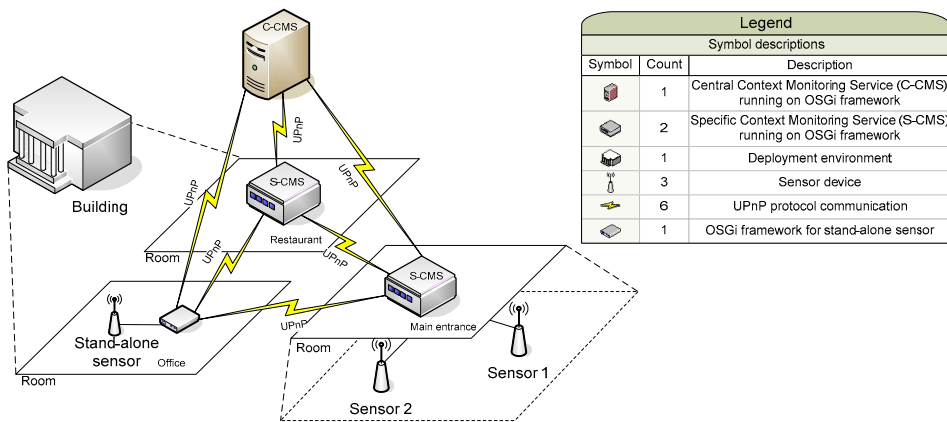 C-CMS
UPnP
UPnP
UPnP
S-CMS
Restaurant
Room
Building
UPnP
UPnP
S-CMS
Main entrance
UPnP
Room
Stand-alone
sensor
Office
Room
Sensor 1
Sensor 2
Legend
Symbol descriptions
Symbol Count Description
1 Central Context Monitoring Service (C-CMS)
running on OSGi framework
2 Specific Context Monitoring Service (S-CMS)
running on OSGi framework
1 Deployment environment
3 Sensor device
6 UPnP protocol communication
1 OSGi framework for stand-alone sensor